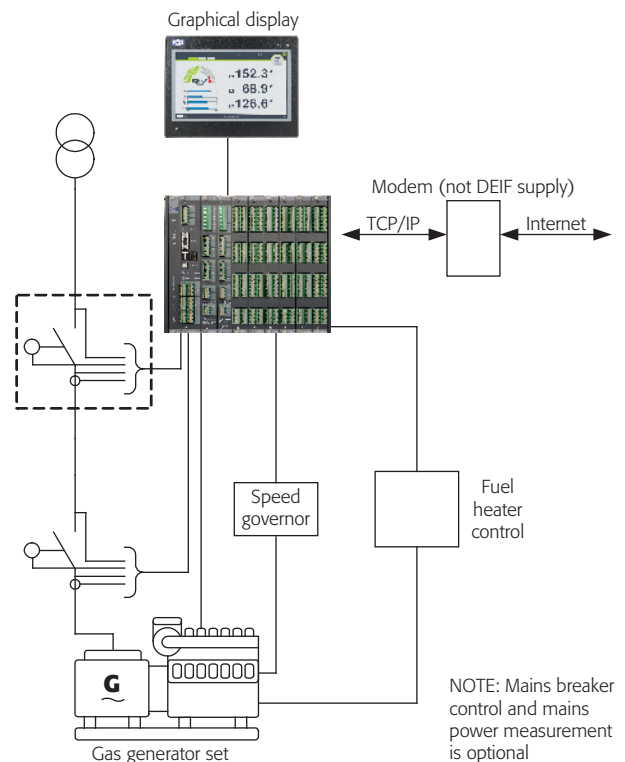 Graphical display
152.3°
68.9°
126.6°
Modem (not DEIF supply)
TCP/IP
Internet
Speed
governor
Fuel
heater
control
G
Gas generator set
NOTE: Mains breaker
control and mains
power measurement
is optional